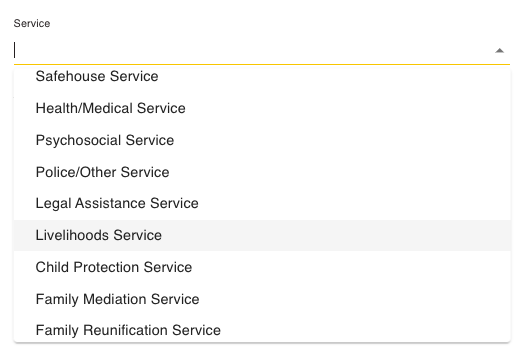 Service
Safehouse Service
Health/Medical Service
Psychosocial Service
Police/Other Service
Legal Assistance Service
Livelihoods Service
Child Protection Service
Family Mediation Service
Family Reunification Service